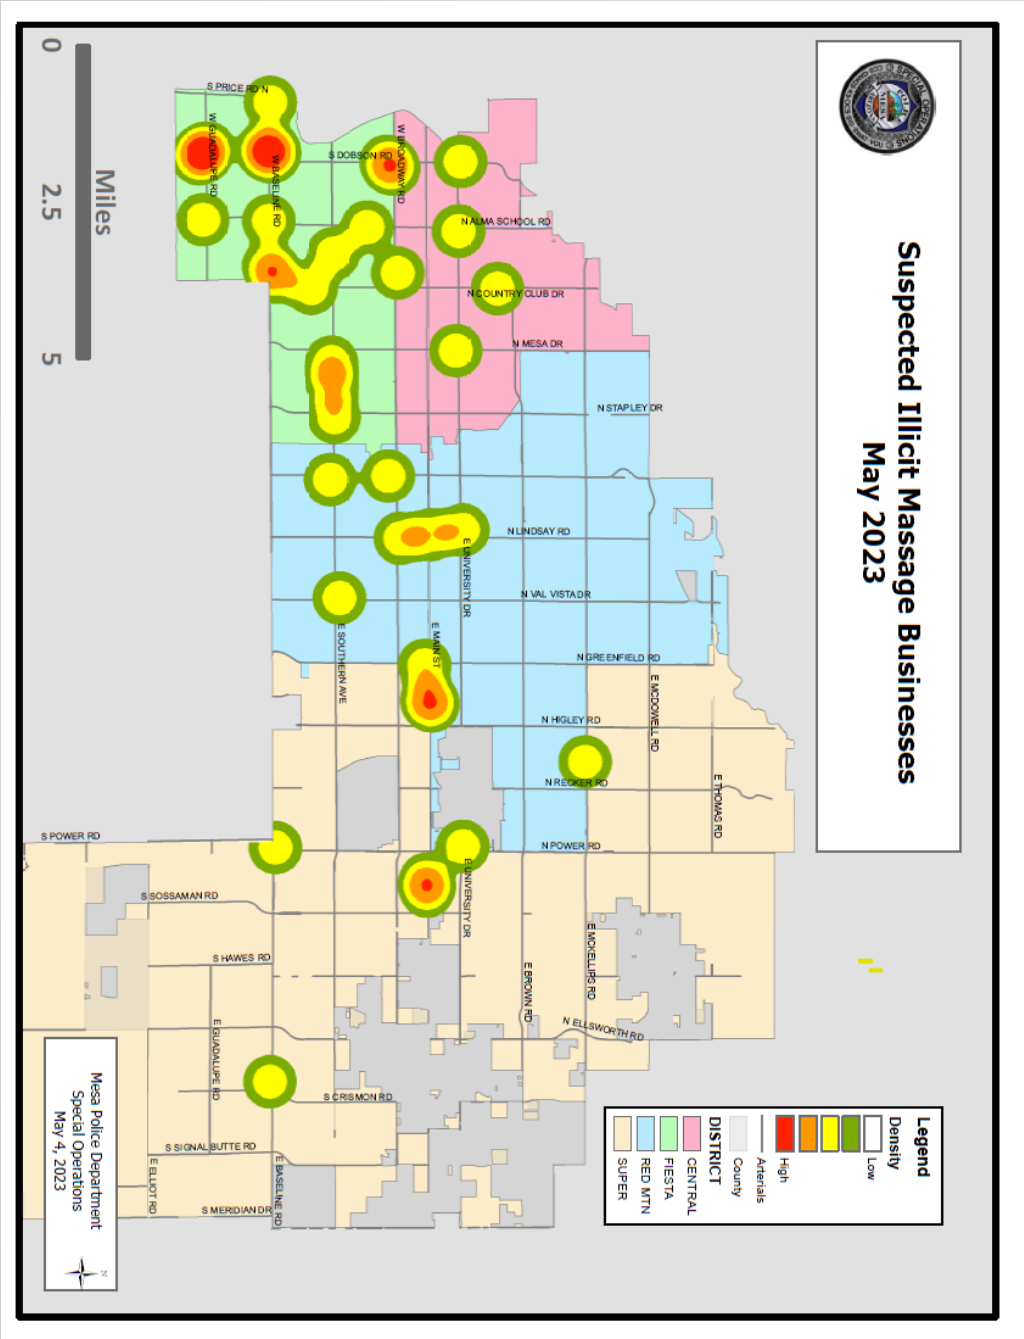 Suspected Illicit Massage Businesses
May 2023
SPECIAL OPERATIONS
MESA
0
2.5
5
Miles
S PRICE RD N
W GUADALUPE RD
W BASELINE RD
S DOBSON RD
W BROADWAY RD
N ALMA SCHOOL RD
N COUNTRY CLUB DR
N MESA DR
N STAPLEY DR
N LINDSAY RD
E UNIVERSITY DR
N VAL VISTA DR
E SOUTHERN AVE
E MAIN ST
N GREENFIELD RD
E MCDOWELL RD
N HIGLEY RD
N RECKER RD
E THOMAS RD
S POWER RD
N POWER RD
E UNIVERSITY DR
S SOSSAMAN RD
S HAWES RD
E MCKELLIPS RD
E BROWN RD
N ELLSWORTH RD
E GUADALUPE RD
S CRISMON RD
S SIGNAL BUTTE RD
E ELLIOT RD
E BASELINE RD
S MERIDIAN DR
Legend
Density
Low
High
Arterials
County
DISTRICT
CENTRAL
FIESTA
RED MTN
SUPER
Mesa Police Department
Special Operations
May 4, 2023
N